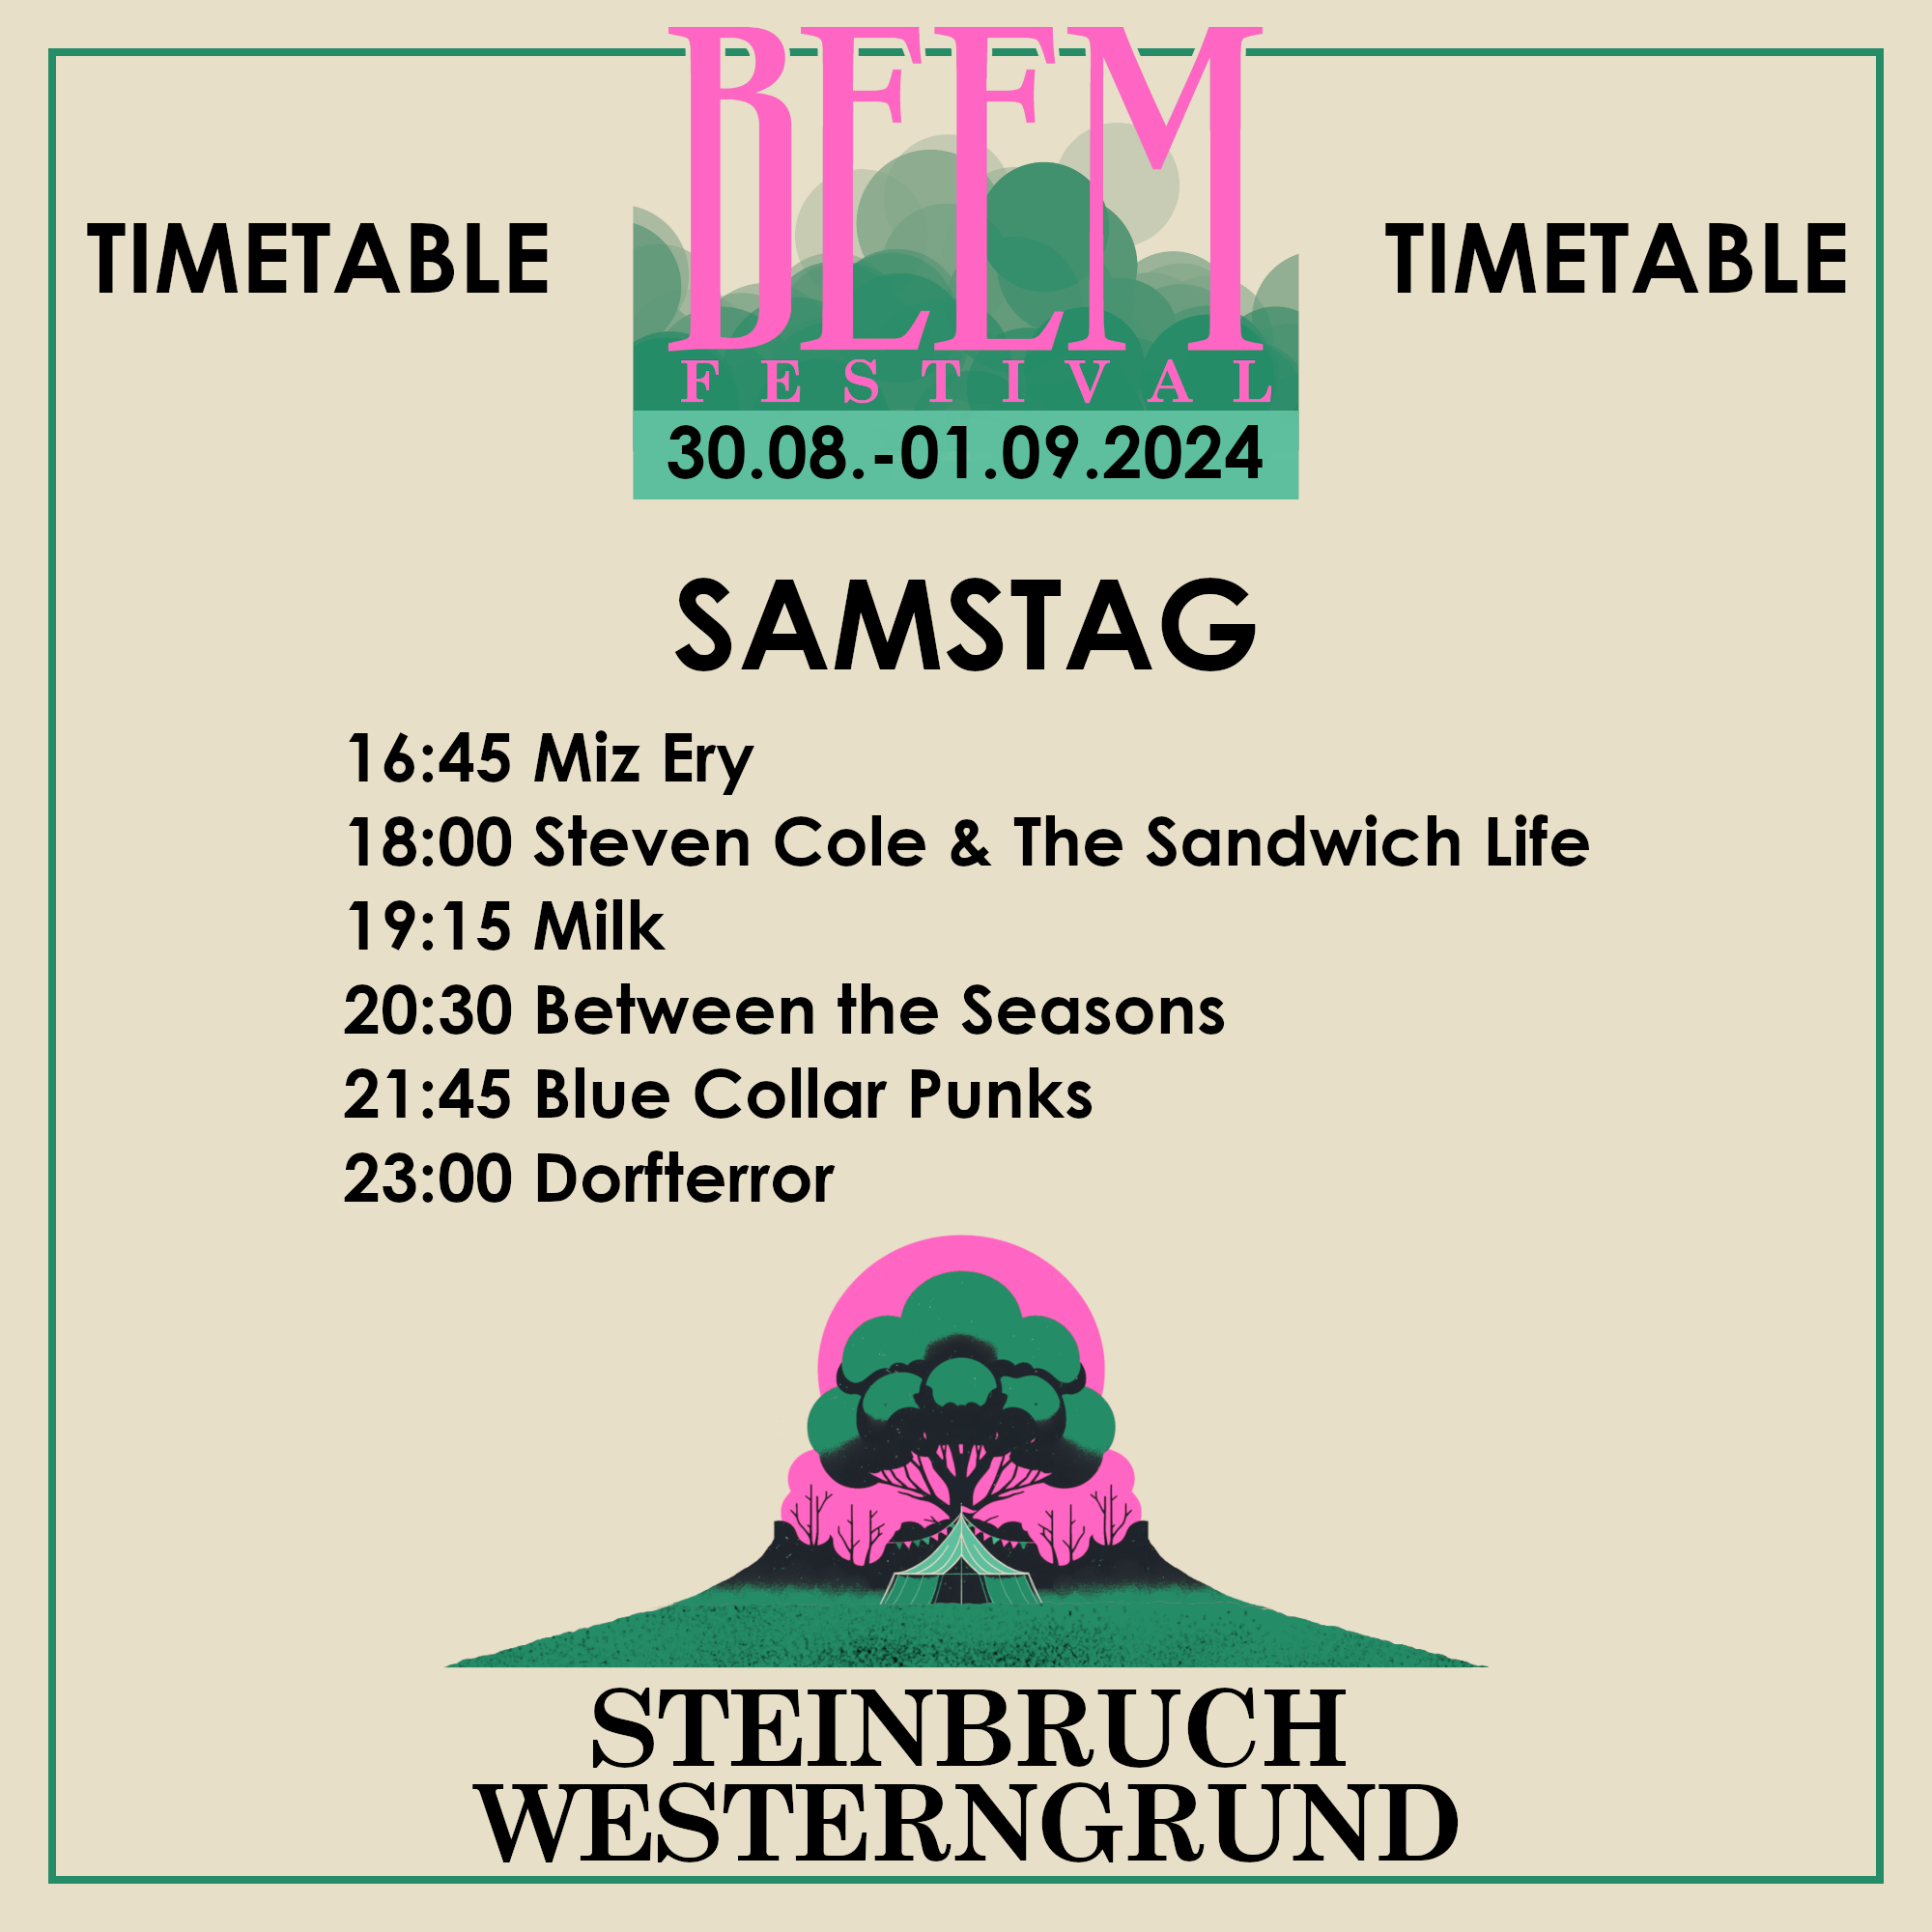 BEEM
FESTIVAL
TIMETABLE
TIMETABLE
30.08.-01.09.2024
SAMSTAG
16:45 Miz Ery
18:00 Steven Cole & The Sandwich Life
19:15 Milk
20:30 Between the Seasons
21:45 Blue Collar Punks
23:00 Dorfterror
STEINBRUCH
WESTERNGRUND